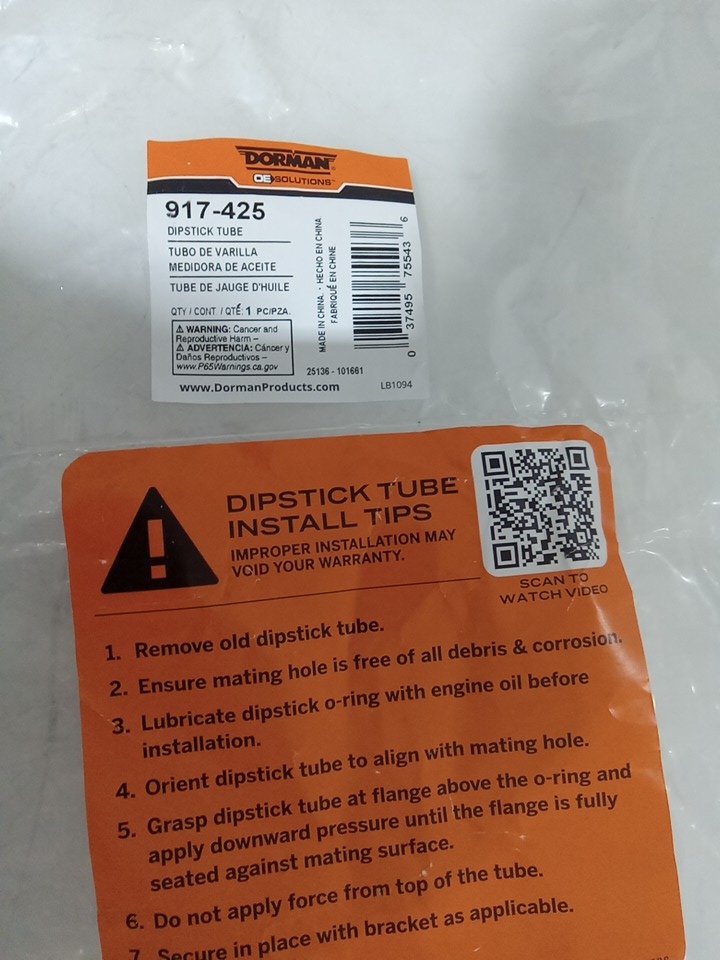 DORMAN®
OE SOLUTIONS™
917-425
DIPSTICK TUBE
TUBO DE VARILLA
MEDIDORA DE ACEITE
TUBE DE JAUGE D'HUILE
QTY / CONT / QTÉ: 1 PC/PZA.
⚠ WARNING: Cancer and
Reproductive Harm –
⚠ ADVERTENCIA: Cáncer y
Daños Reproductivos –
www.P65Warnings.ca.gov
www.DormanProducts.com
MADE IN CHINA · HECHO EN CHINA
FABRIQUÉ EN CHINE
0 37495 75543 6
25136 - 101661
LB1094
DIPSTICK TUBE
INSTALL TIPS
IMPROPER INSTALLATION MAY
VOID YOUR WARRANTY.
SCAN TO
WATCH VIDEO
1. Remove old dipstick tube.
2. Ensure mating hole is free of all debris & corrosion.
3. Lubricate dipstick o-ring with engine oil before
installation.
4. Orient dipstick tube to align with mating hole.
5. Grasp dipstick tube at flange above the o-ring and
apply downward pressure until the flange is fully
seated against mating surface.
6. Do not apply force from top of the tube.
7. Secure in place with bracket as applicable.